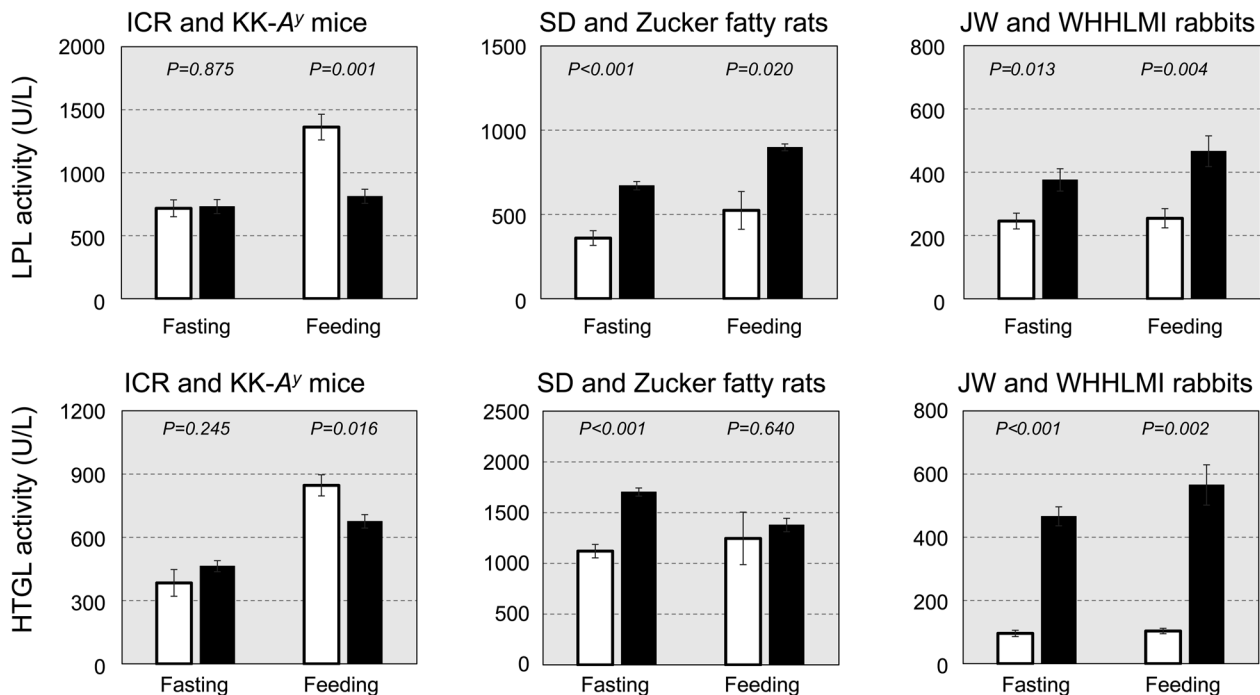 ICR and KK-Aʸ mice
LPL activity (U/L)
2000
1500
1000
500
0
P=0.875 P=0.001
Fasting Feeding
SD and Zucker fatty rats
1500
1000
500
0
P<0.001 P=0.020
Fasting Feeding
JW and WHHLMI rabbits
800
600
400
200
0
P=0.013 P=0.004
Fasting Feeding
ICR and KK-Aʸ mice
HTGL activity (U/L)
1200
900
600
300
0
P=0.245 P=0.016
Fasting Feeding
SD and Zucker fatty rats
2500
2000
1500
1000
500
0
P<0.001 P=0.640
Fasting Feeding
JW and WHHLMI rabbits
800
600
400
200
0
P<0.001 P=0.002
Fasting Feeding